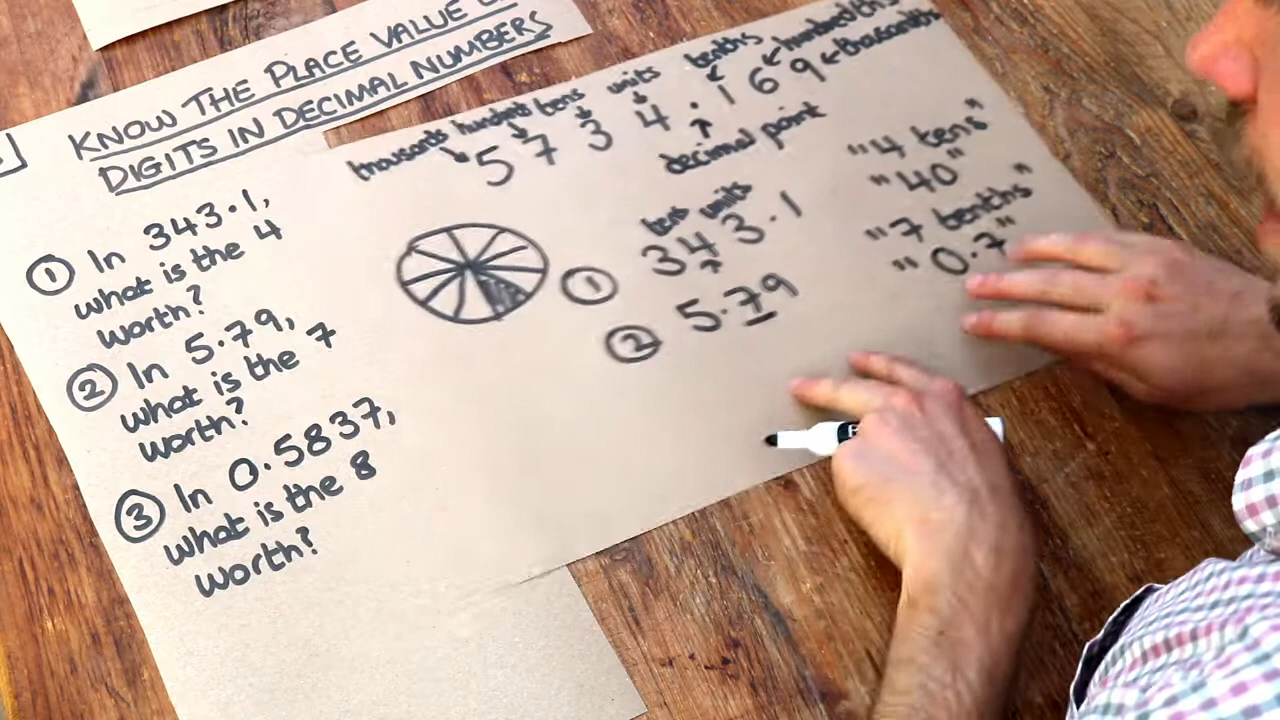 KNOW THE PLACE VALUE
DIGITS IN DECIMAL NUMBERS
① In 343.1,
what is the 4
worth?
② In 5.79,
what is the 7
worth?
③ In 0.5837,
what is the 8
worth?
thousands hundreds tens units tenths hundredths
thousandths
5 7 3 4 . 1 6 9
decimal point
tens units
① 343.1
② 5.79
"4 tens"
"40"
"7 tenths"
"0.7"